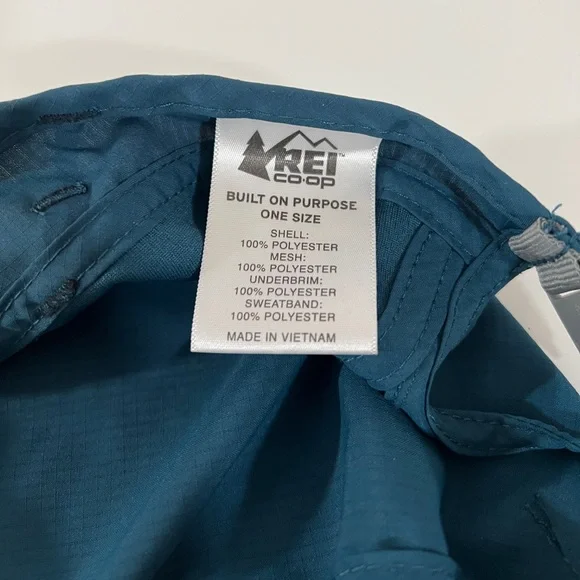 REI™
CO·OP
BUILT ON PURPOSE
ONE SIZE
SHELL:
100% POLYESTER
MESH:
100% POLYESTER
UNDERBRIM:
100% POLYESTER
SWEATBAND:
100% POLYESTER
MADE IN VIETNAM